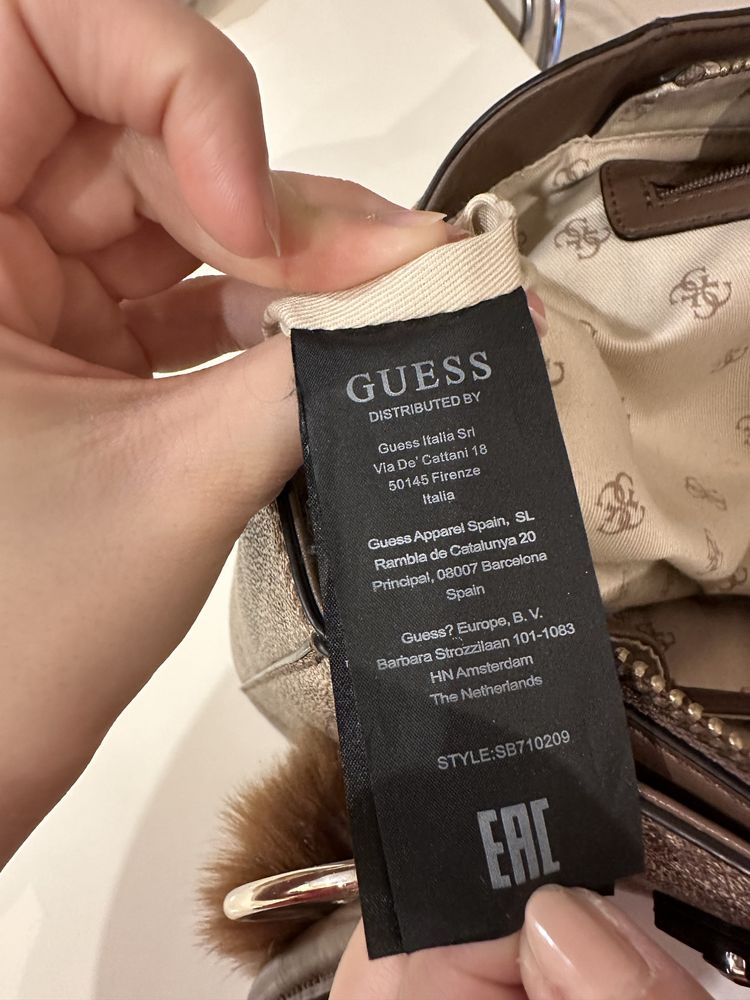 GUESS
DISTRIBUTED BY
Guess Italia Srl
Via De' Cattani 18
50145 Firenze
Italia
Guess Apparel Spain, SL
Rambla de Catalunya 20
Principal, 08007 Barcelona
Spain
Guess? Europe, B. V.
Barbara Strozzilaan 101-1083
HN Amsterdam
The Netherlands
STYLE:SB710209
EAC